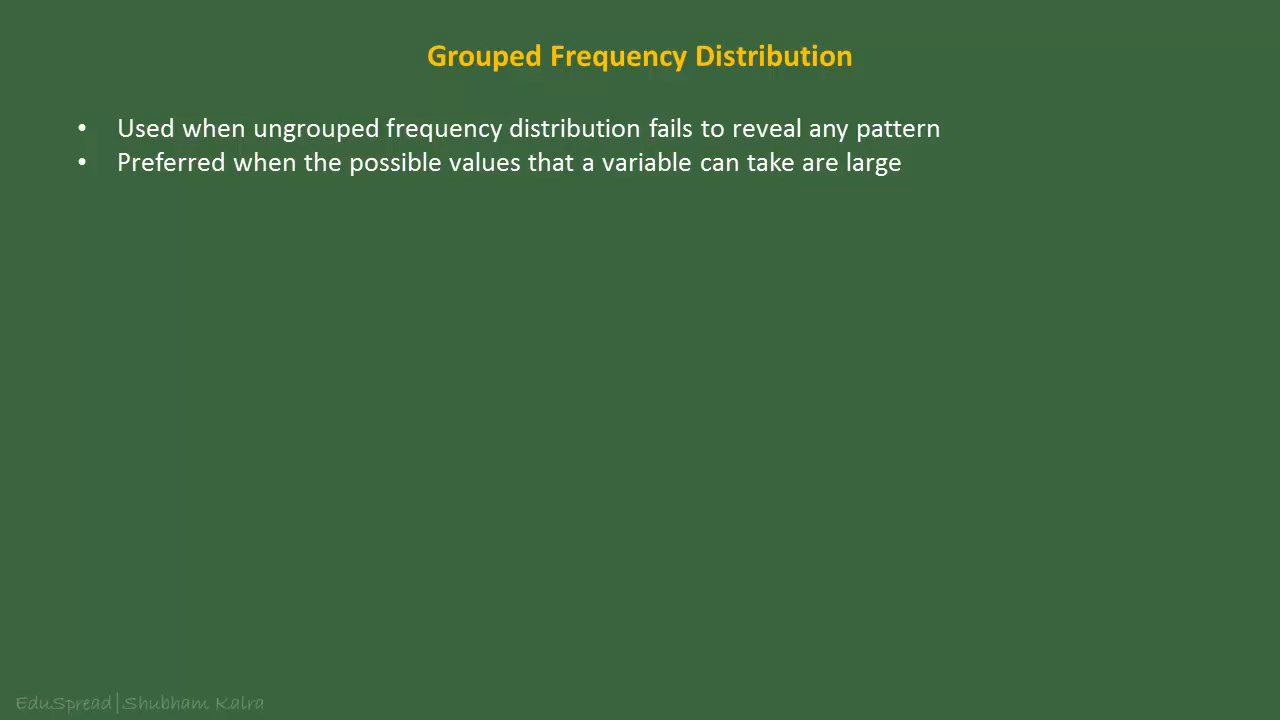 Grouped Frequency Distribution
• Used when ungrouped frequency distribution fails to reveal any pattern
• Preferred when the possible values that a variable can take are large
EduSpread|Shubham Kalra